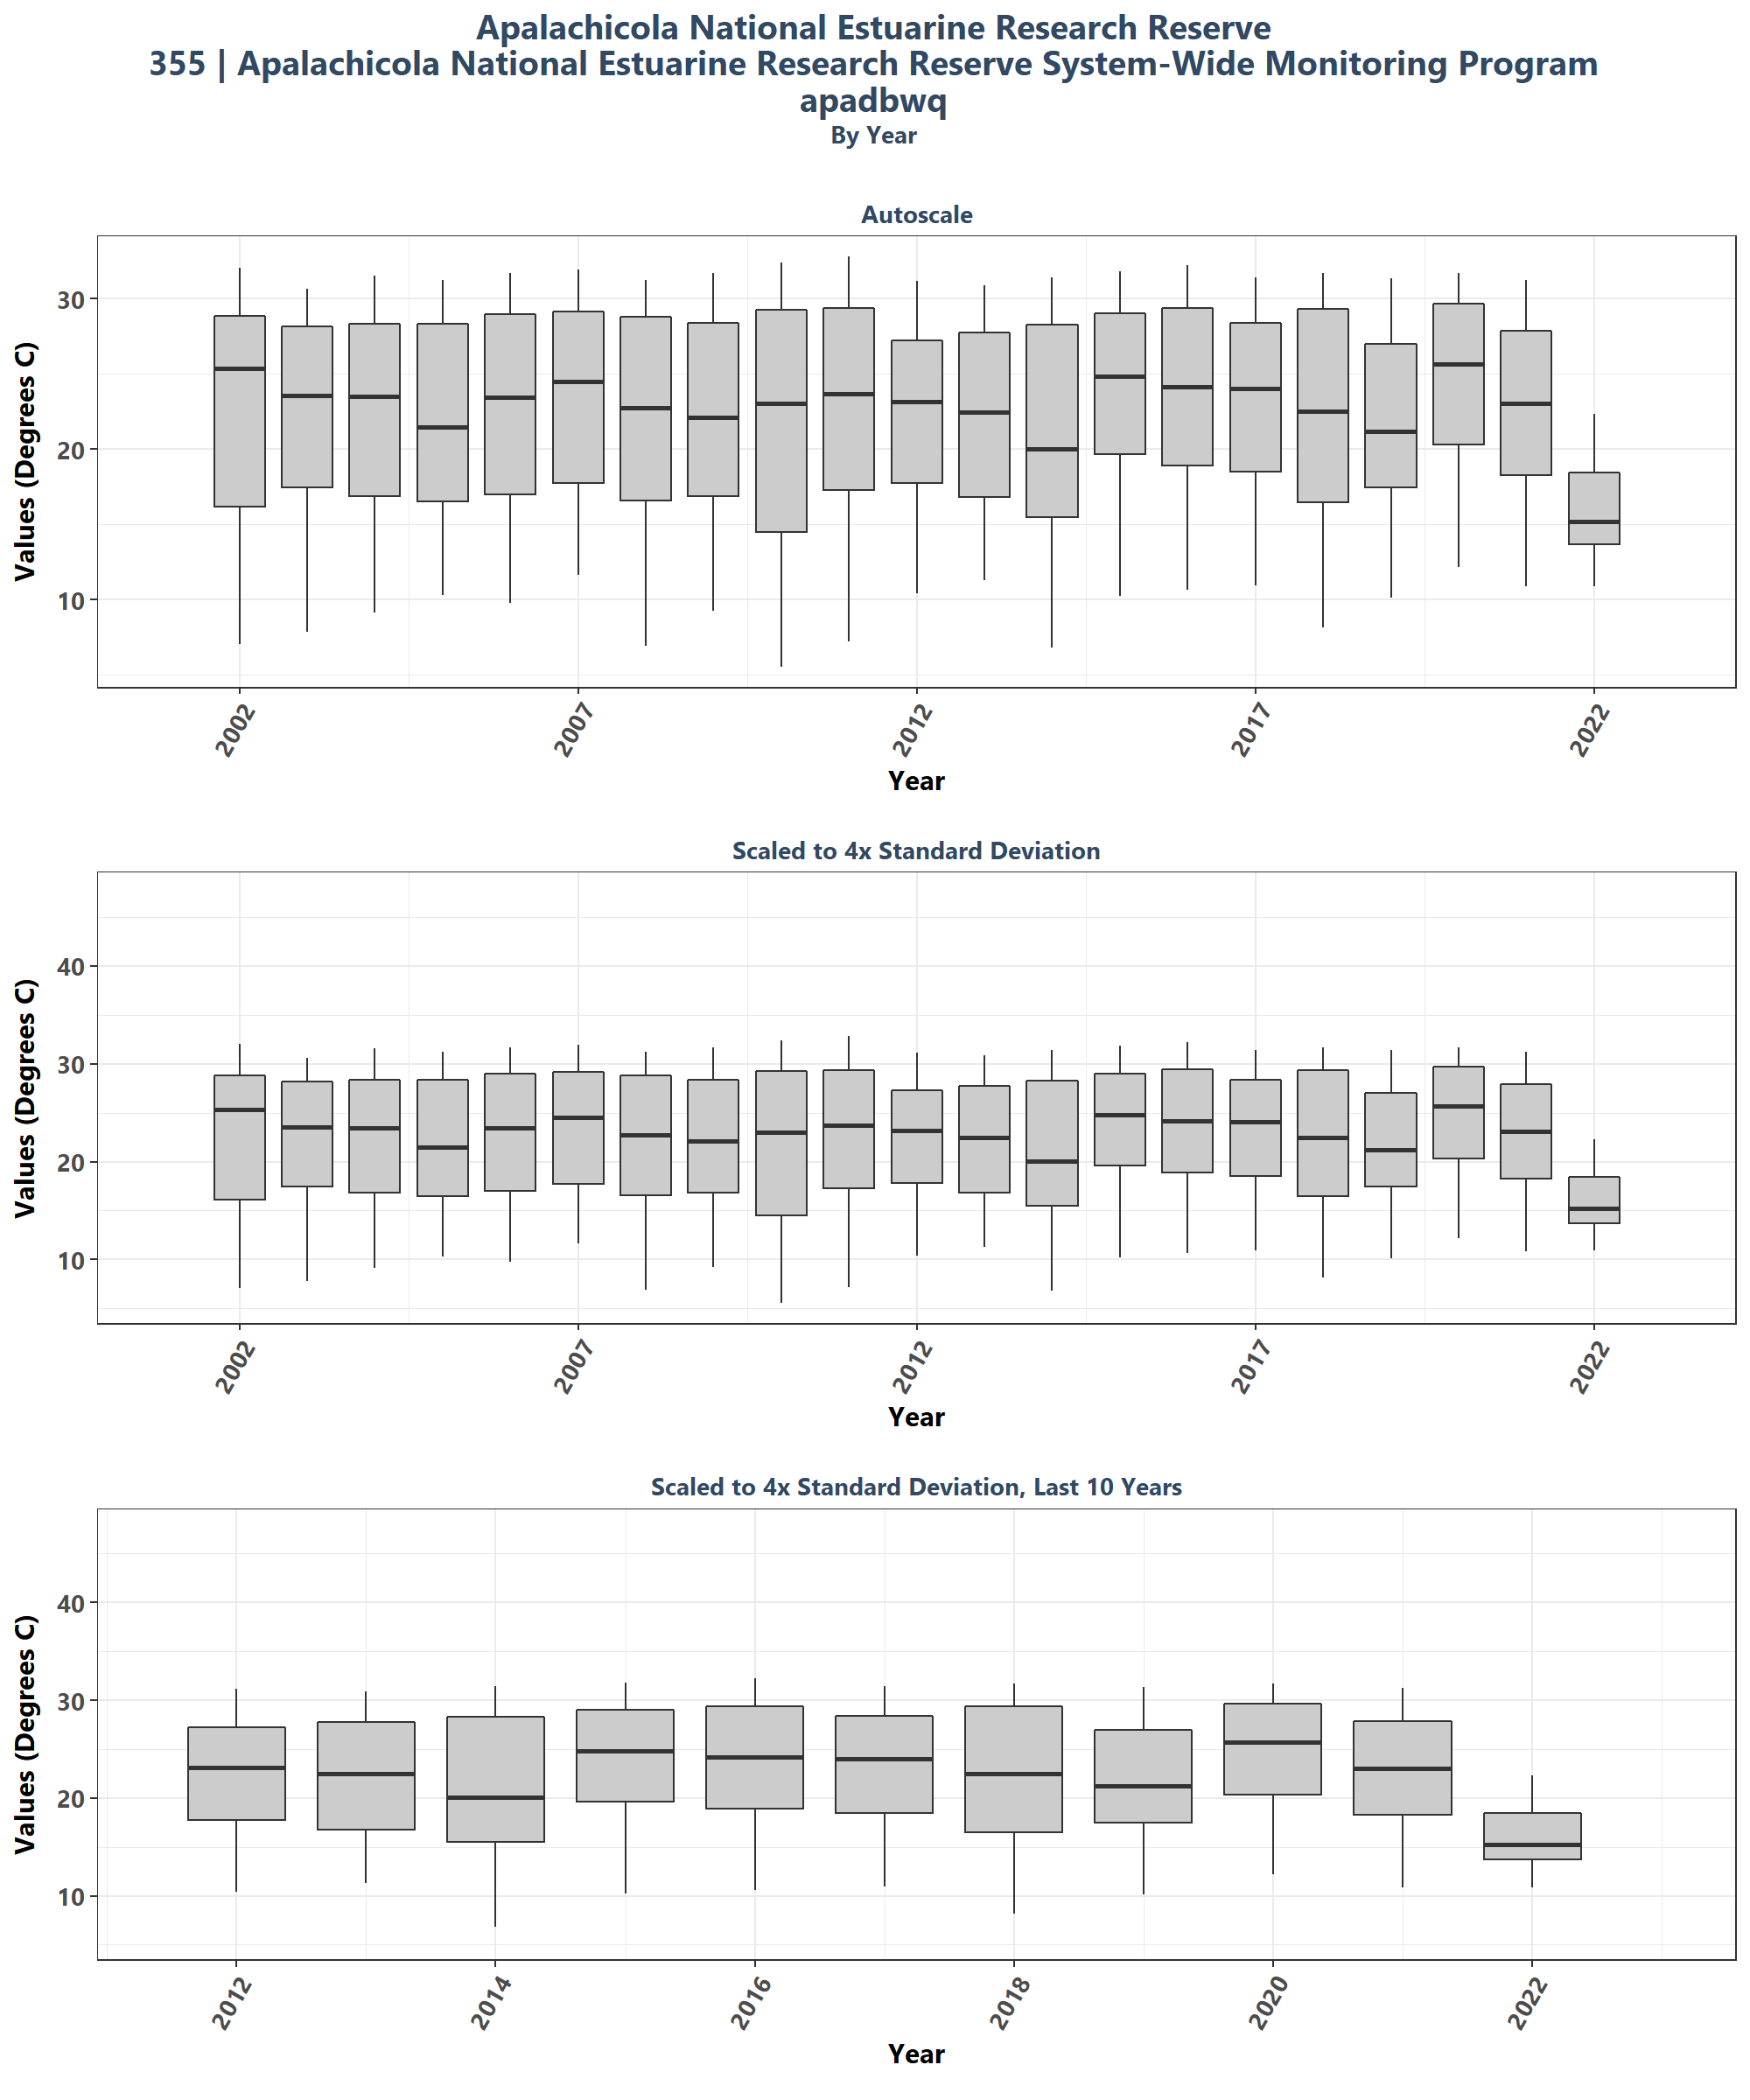 Apalachicola National Estuarine Research Reserve
355 | Apalachicola National Estuarine Research Reserve System-Wide Monitoring Program
apadbwq
By Year
Autoscale
Values (Degrees C)
30
20
10
2002
2007
2012
2017
2022
Year
Scaled to 4x Standard Deviation
Values (Degrees C)
40
30
20
10
2002
2007
2012
2017
2022
Year
Scaled to 4x Standard Deviation, Last 10 Years
Values (Degrees C)
40
30
20
10
2012
2014
2016
2018
2020
2022
Year